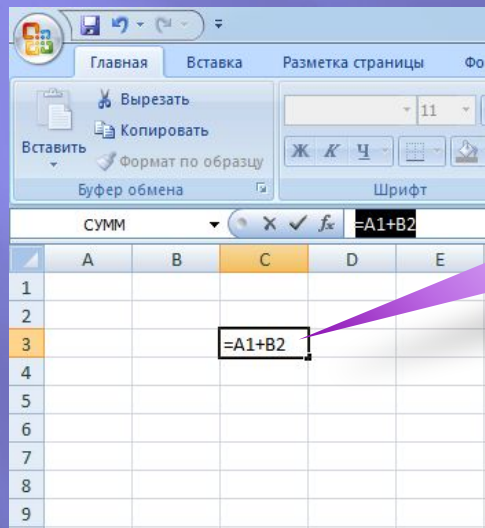 Главная Вставка Разметка страницы Фо
Вырезать
Копировать
Формат по образцу
Вставить
11
Ж К Ч
Буфер обмена Шрифт
СУММ fx =A1+B2
A B C D E
1
2
3 =A1+B2
4
5
6
7
8
9